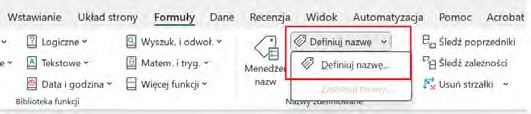 Wstawianie Układ strony Formuły Dane Recenzja Widok Automatyzacja Pomoc Acrobat
Logiczne Wyszuk. i odwoł. Definiuj nazwę Śledź poprzedniki
Tekstowe Matem. i tryg. Menedżer nazw Definiuj nazwę... Śledź zależności
Data i godzina Więcej funkcji Zastosuj nazwy... Usuń strzałki
Biblioteka funkcji Nazwy zdefiniowane